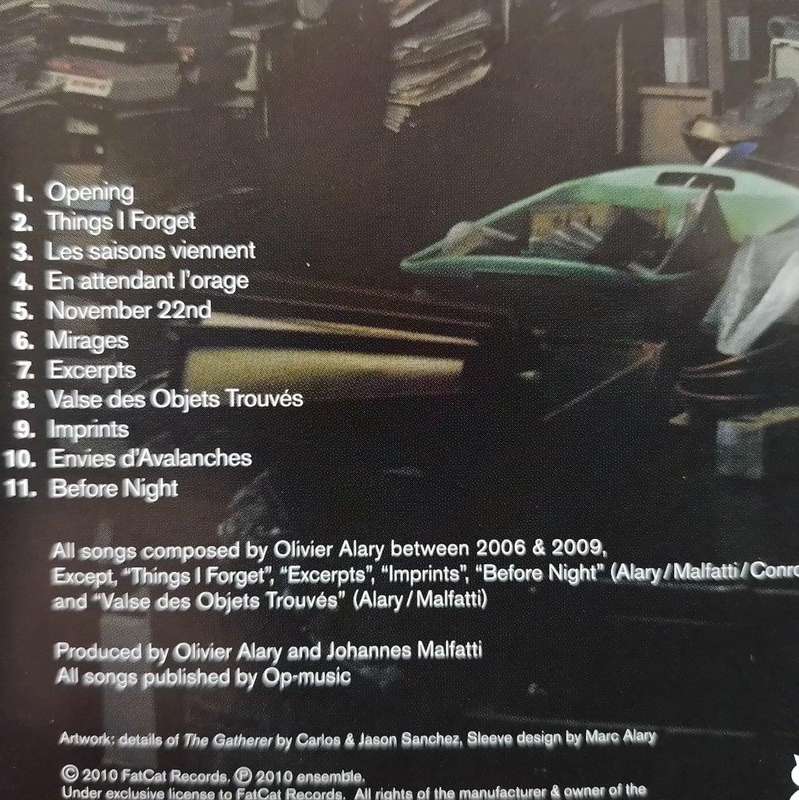 1. Opening
2. Things I Forget
3. Les saisons viennent
4. En attendant l'orage
5. November 22nd
6. Mirages
7. Excerpts
8. Valse des Objets Trouvés
9. Imprints
10. Envies d'Avalanches
11. Before Night
All songs composed by Olivier Alary between 2006 & 2009,
Except, “Things I Forget”, “Excerpts”, “Imprints”, “Before Night” (Alary/Malfatti/Conro
and “Valse des Objets Trouvés” (Alary/Malfatti)
Produced by Olivier Alary and Johannes Malfatti
All songs published by Op-music
Artwork: details of The Gatherer by Carlos & Jason Sanchez, Sleeve design by Marc Alary
© 2010 FatCat Records. ℗ 2010 ensemble.
Under exclusive license to FatCat Records. All rights of the manufacturer & owner of the